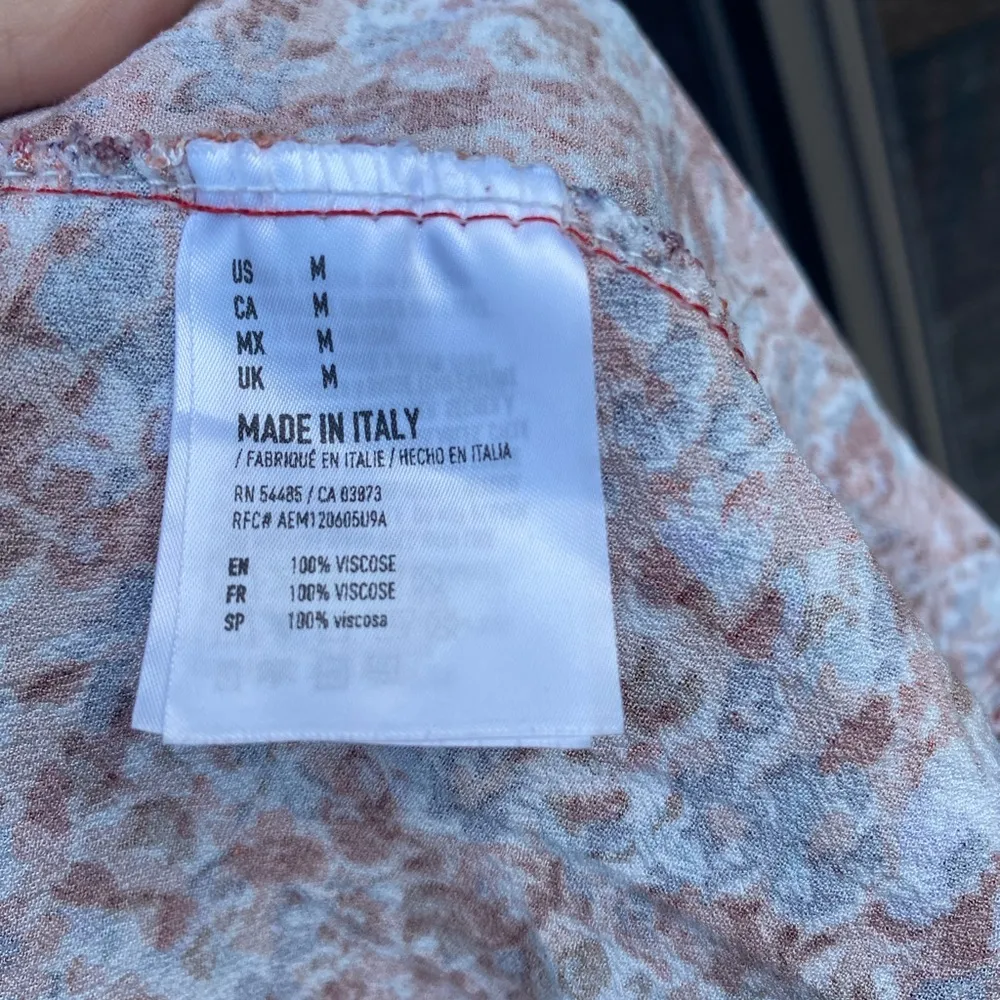 US M
CA M
MX M
UK M
MADE IN ITALY
/ FABRIQUÉ EN ITALIE / HECHO EN ITALIA
RN 54485 / CA 03873
RFC# AEM120605U9A
EN 100% VISCOSE
FR 100% VISCOSE
SP 100% viscosa